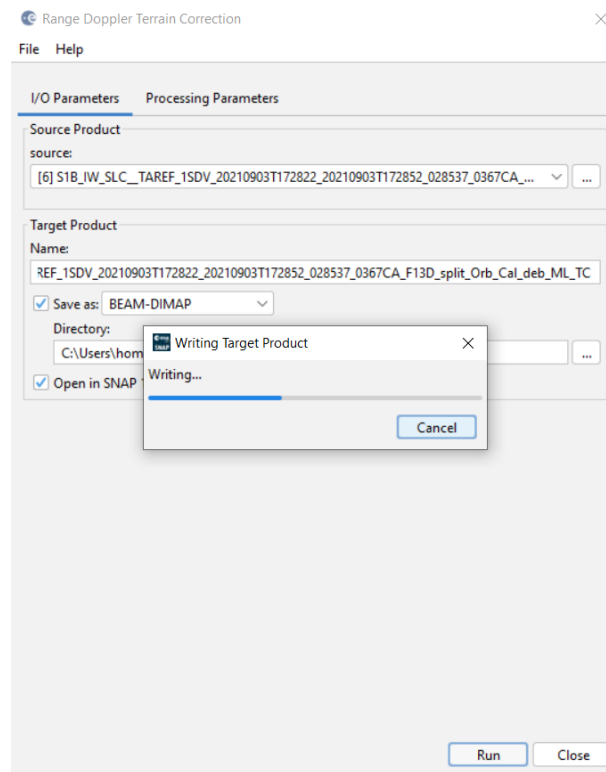 Range Doppler Terrain Correction
File Help
I/O Parameters Processing Parameters
Source Product
source:
[6] S1B_IW_SLC__TAREF_1SDV_20210903T172822_20210903T172852_028537_0367CA_...
...
Target Product
Name:
REF_1SDV_20210903T172822_20210903T172852_028537_0367CA_F13D_split_Orb_Cal_deb_ML_TC
Save as: BEAM-DIMAP
Directory:
C:\Users\hom
...
Open in SNAP
Writing Target Product
Writing...
Cancel
Run Close